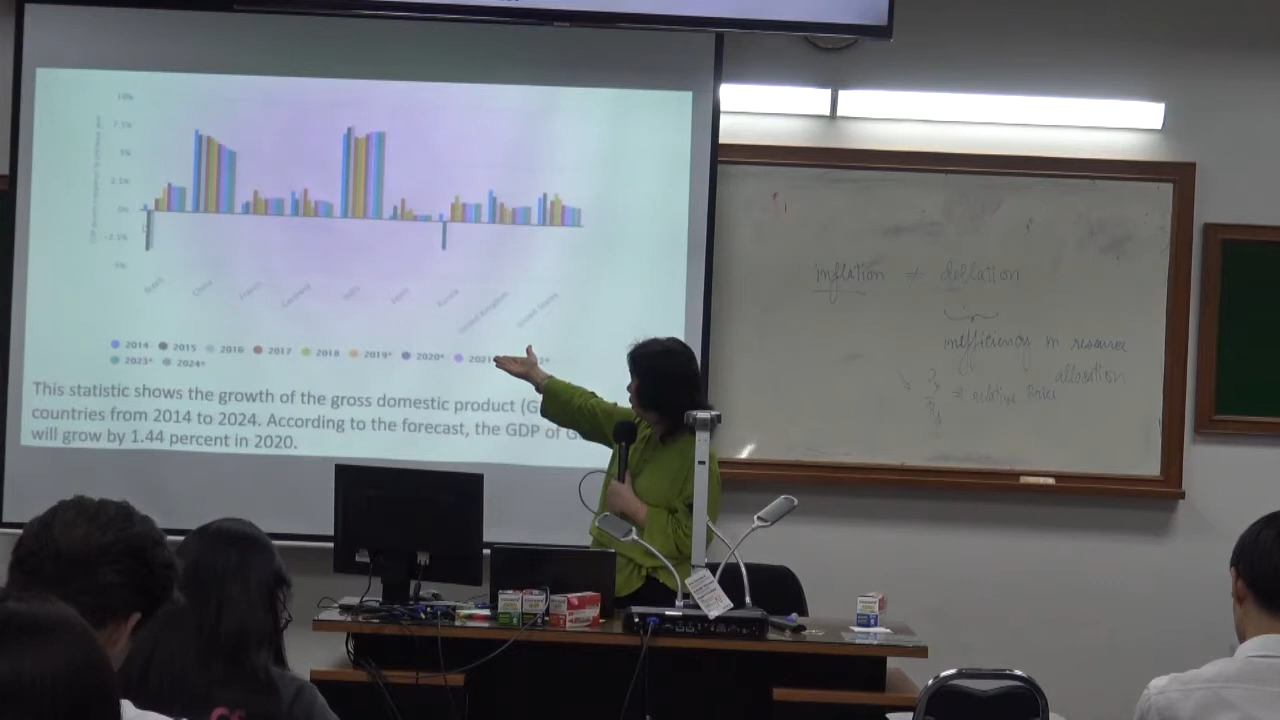 10%
7.5%
5%
2.5%
0%
-2.5%
5%
Brazil
China
France
Germany
India
Japan
Russia
United Kingdom
United States
2014 2015 2016 2017 2018 2019* 2020* 2021
2023* 2024*
This statistic shows the growth of the gross domestic product (G
countries from 2014 to 2024. According to the forecast, the GDP of G
will grow by 1.44 percent in 2020.
inflation ≠ deflation
inefficiency in resource
allocation
⇒ relative Price